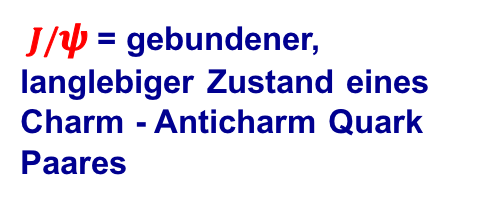 J/ψ = gebundener,
langlebiger Zustand eines
Charm - Anticharm Quark
Paares